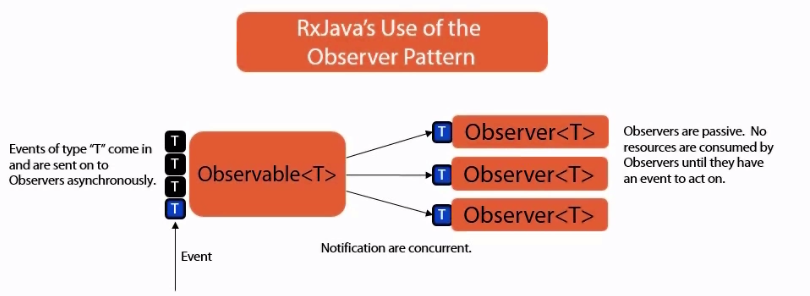 RxJava's Use of the
Observer Pattern
Events of type "T" come in
and are sent on to
Observers asynchronously.
T
T
T
T
Observable<T>
T Observer<T>
T Observer<T>
T Observer<T>
Observers are passive. No
resources are consumed by
Observers until they have
an event to act on.
Notification are concurrent.
Event